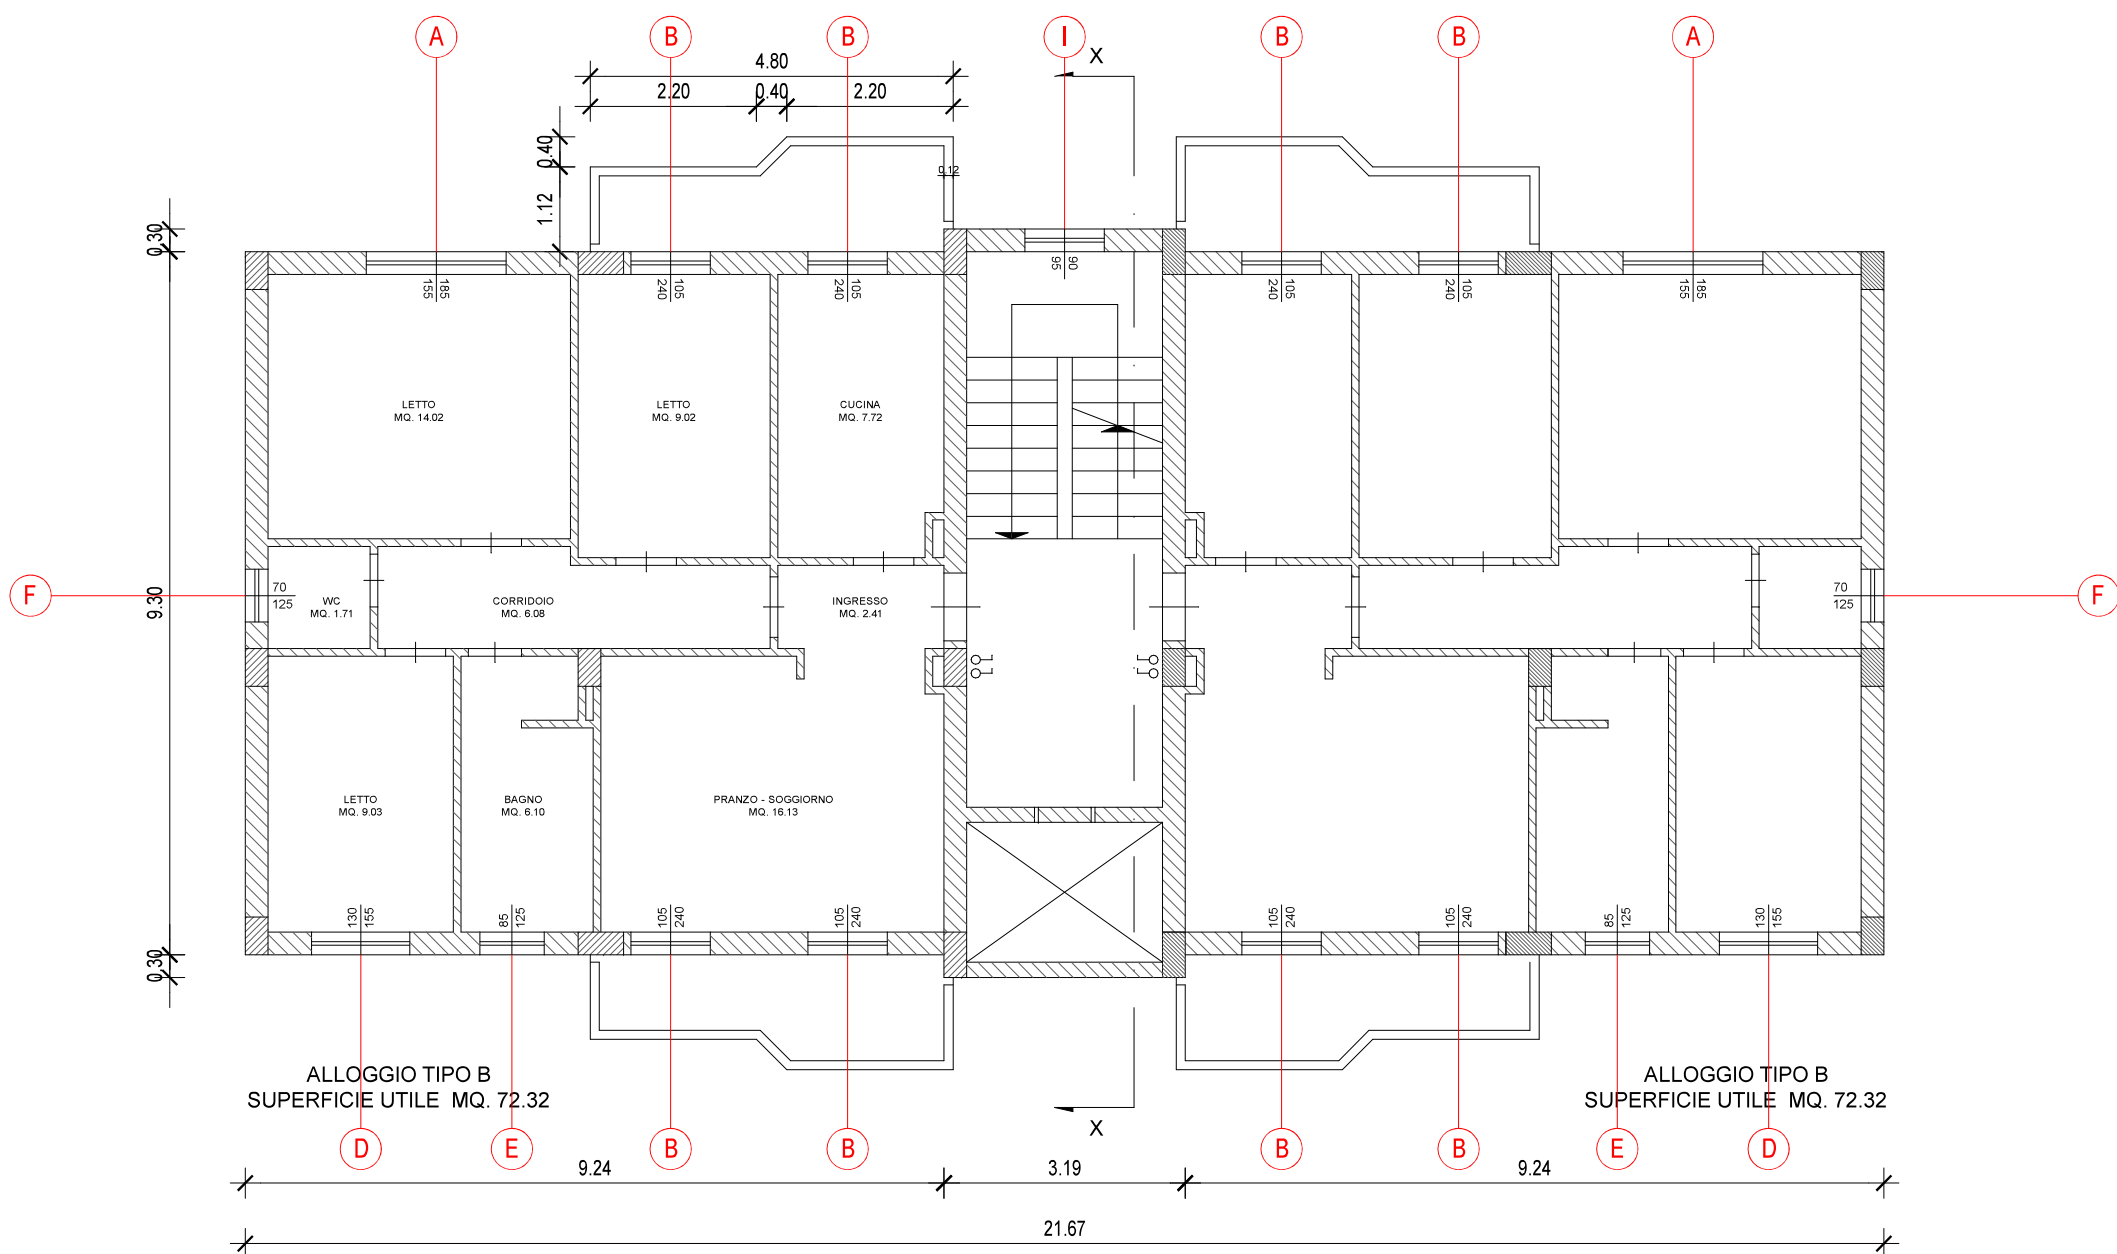 A
B
B
I
B
B
A
X
4.80
2.20
0.40
2.20
0.40
1.12
0.12
0.30
155
185
240
105
240
105
95
90
240
105
240
105
155
185
LETTO
MQ. 14.02
LETTO
MQ. 9.02
CUCINA
MQ. 7.72
F
9.30
70
125
WC
MQ. 1.71
CORRIDOIO
MQ. 6.08
INGRESSO
MQ. 2.41
70
125
F
LETTO
MQ. 9.03
BAGNO
MQ. 6.10
PRANZO - SOGGIORNO
MQ. 16.13
130
155
85
125
105
240
105
240
105
240
105
240
85
125
130
155
0.30
ALLOGGIO TIPO B
SUPERFICIE UTILE MQ. 72.32
ALLOGGIO TIPO B
SUPERFICIE UTILE MQ. 72.32
X
D
E
B
B
B
B
E
D
9.24
3.19
9.24
21.67